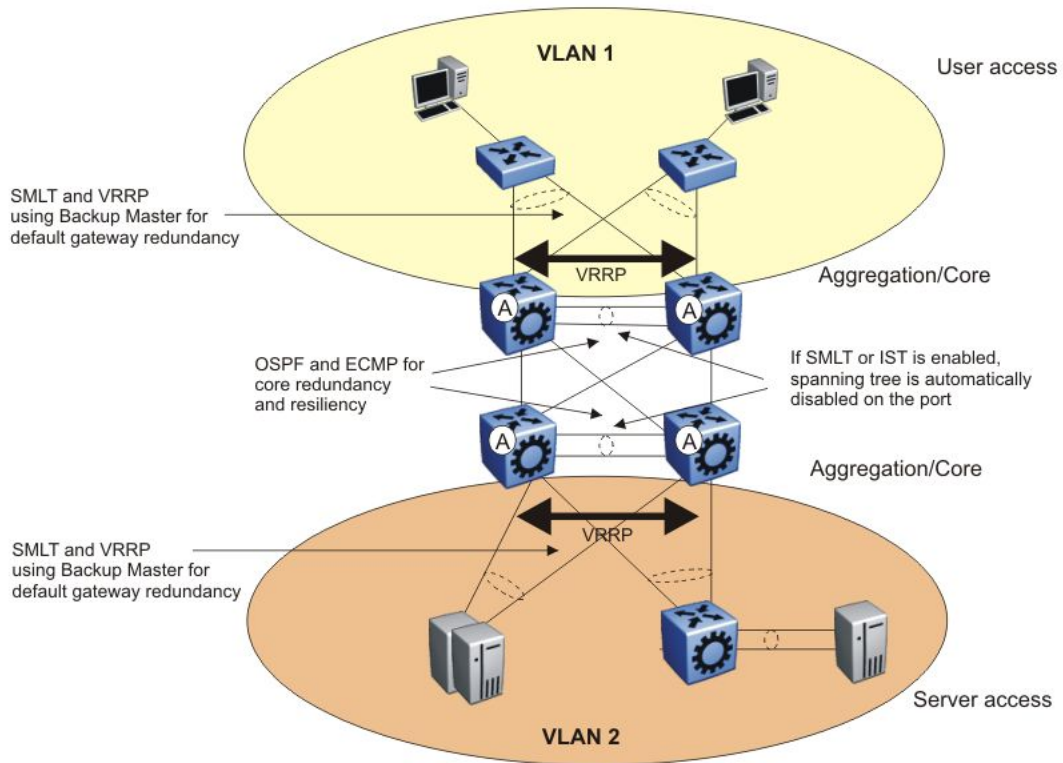 VLAN 1
User access
SMLT and VRRP
using Backup Master for
default gateway redundancy
VRRP
Aggregation/Core
A
A
OSPF and ECMP for
core redundancy
and resiliency
If SMLT or IST is enabled,
spanning tree is automatically
disabled on the port
A
A
Aggregation/Core
VRRP
SMLT and VRRP
using Backup Master for
default gateway redundancy
Server access
VLAN 2